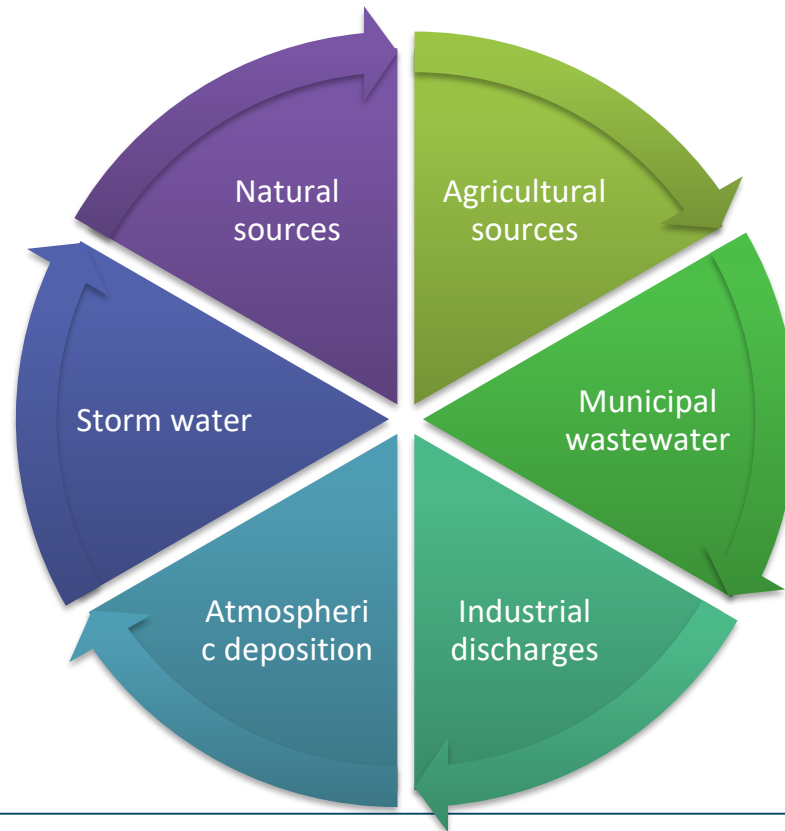 Natural
sources
Agricultural
sources
Municipal
wastewater
Industrial
discharges
Atmospheri
c deposition
Storm water